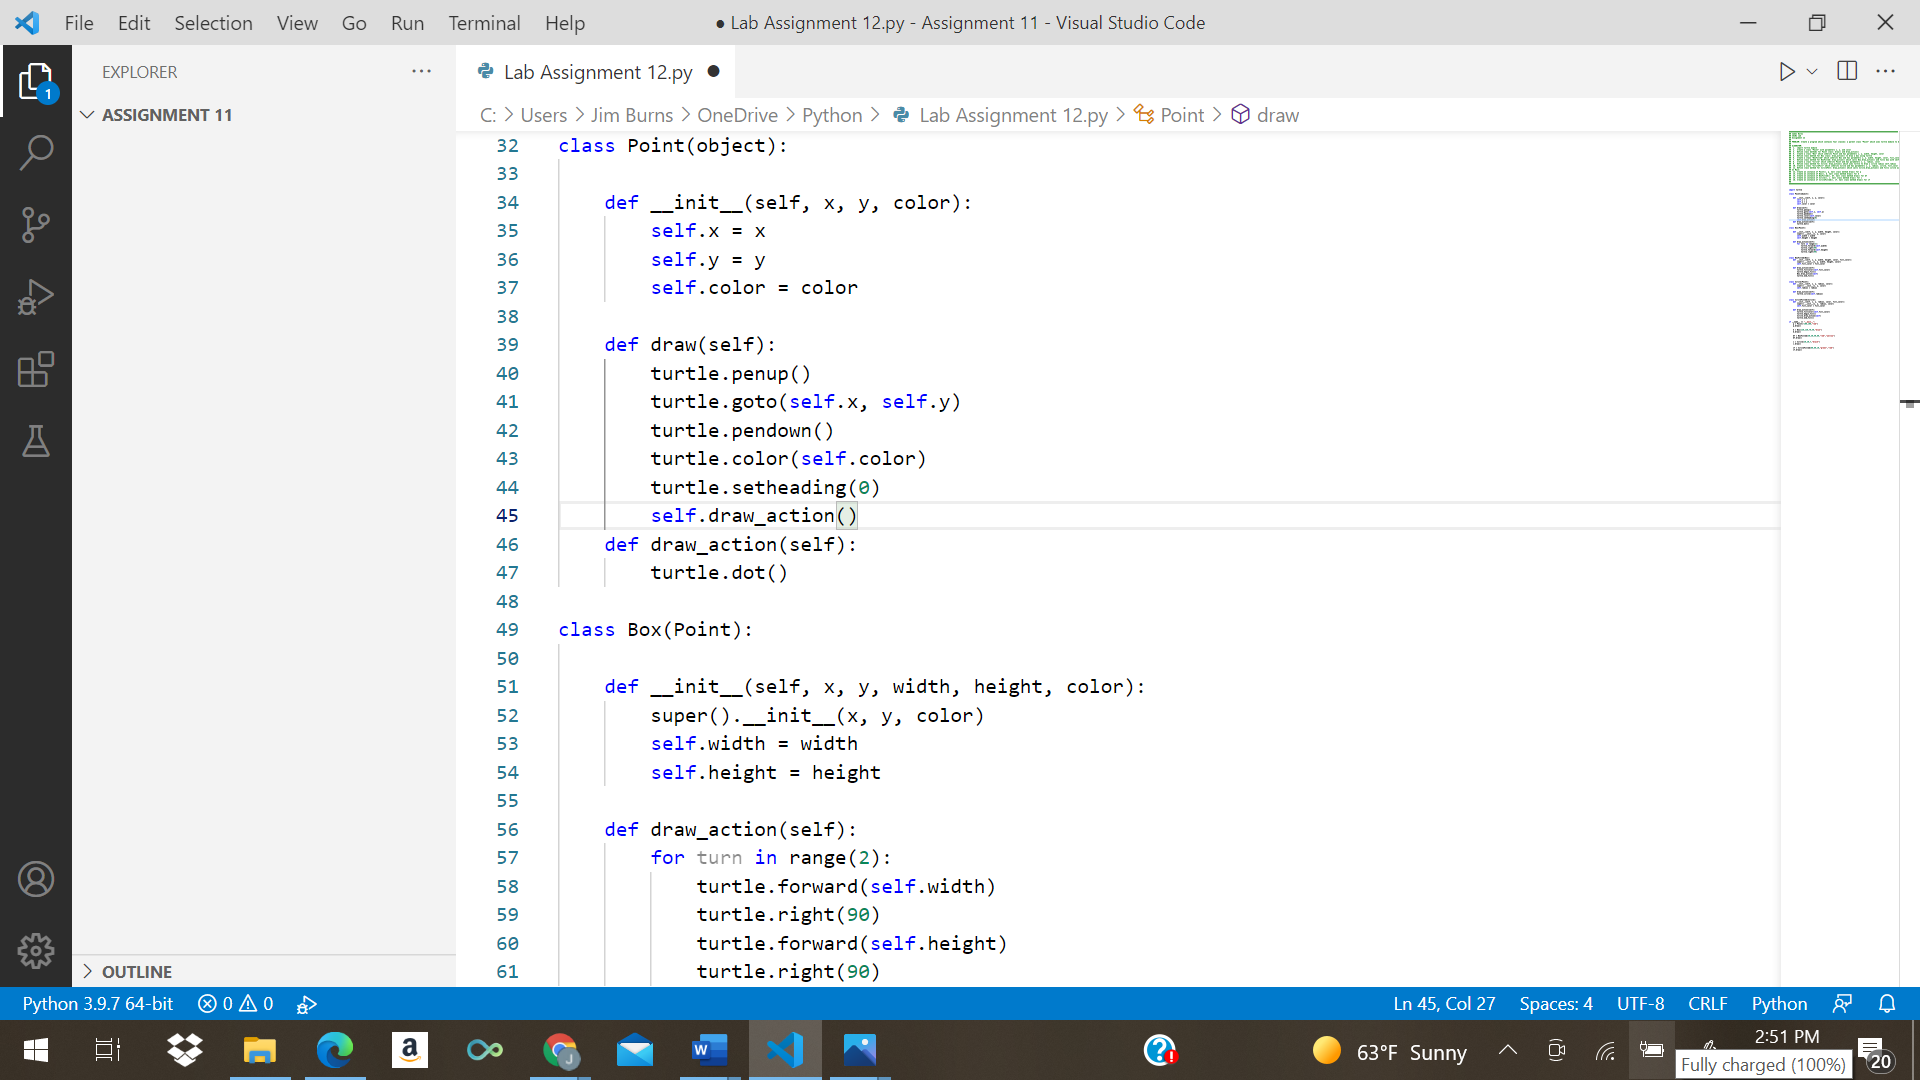 File Edit Selection View Go Run Terminal Help ● Lab Assignment 12.py - Assignment 11 - Visual Studio Code
EXPLORER ...
Lab Assignment 12.py ●
1
ASSIGNMENT 11
C: > Users > Jim Burns > OneDrive > Python > Lab Assignment 12.py > Point > draw
32 class Point(object):
33
34 def __init__(self, x, y, color):
35 self.x = x
36 self.y = y
37 self.color = color
38
39 def draw(self):
40 turtle.penup()
41 turtle.goto(self.x, self.y)
42 turtle.pendown()
43 turtle.color(self.color)
44 turtle.setheading(0)
45 self.draw_action()
46 def draw_action(self):
47 turtle.dot()
48
49 class Box(Point):
50
51 def __init__(self, x, y, width, height, color):
52 super().__init__(x, y, color)
53 self.width = width
54 self.height = height
55
56 def draw_action(self):
57 for turn in range(2):
58 turtle.forward(self.width)
59 turtle.right(90)
60 turtle.forward(self.height)
61 turtle.right(90)
OUTLINE
Python 3.9.7 64-bit 0 0 Ln 45, Col 27 Spaces: 4 UTF-8 CRLF Python
a J W 63°F Sunny 2:51 PM
Fully charged (100%) 20